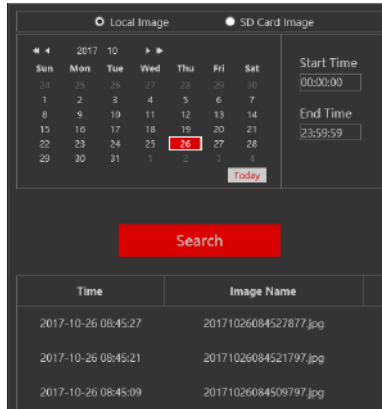 Local Image SD Card Image
2017 10
Sun Mon Tue Wed Thu Fri Sat
24 25 26 27 28 29 30
1 2 3 4 5 6 7
8 9 10 11 12 13 14
15 16 17 18 19 20 21
22 23 24 25 26 27 28
29 30 31 1 2 3 4
Today
Start Time
00:00:00
End Time
23:59:59
Search
Time Image Name
2017-10-26 08:45:27 20171026084527877.jpg
2017-10-26 08:45:21 20171026084521797.jpg
2017-10-26 08:45:09 20171026084509797.jpg